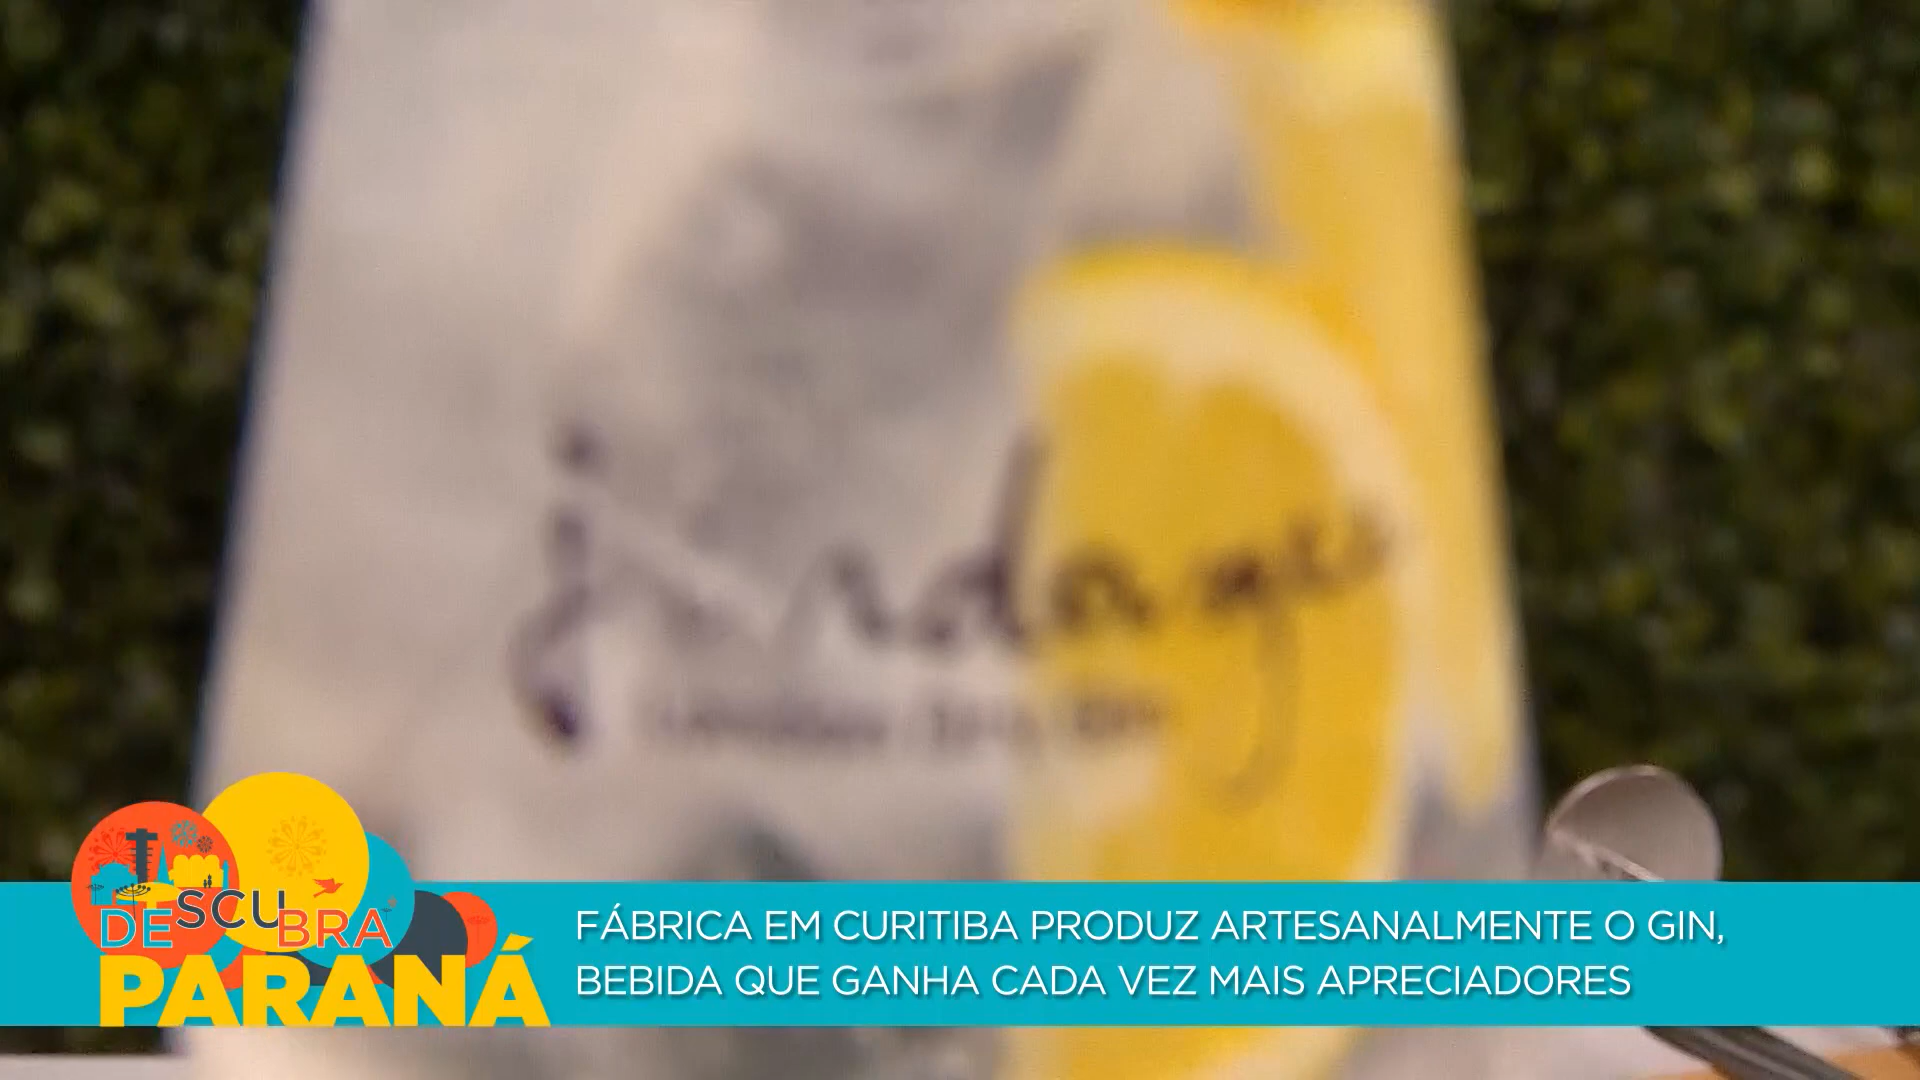 DESCUBRA
PARANÁ
FÁBRICA EM CURITIBA PRODUZ ARTESANALMENTE O GIN,
BEBIDA QUE GANHA CADA VEZ MAIS APRECIADORES